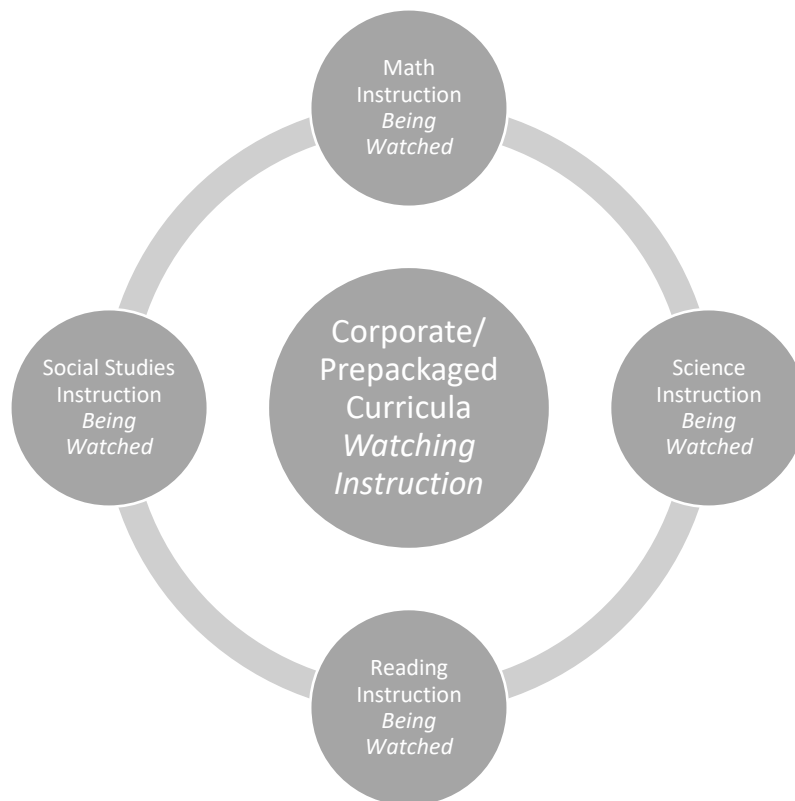 Math
Instruction
Being
Watched
Social Studies
Instruction
Being
Watched
Corporate/
Prepackaged
Curricula
Watching
Instruction
Science
Instruction
Being
Watched
Reading
Instruction
Being
Watched